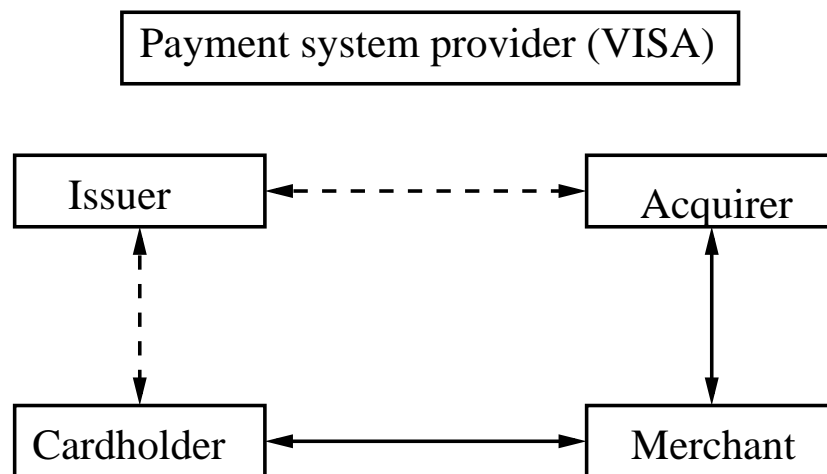 Payment system provider (VISA)
Issuer
Acquirer
Cardholder
Merchant